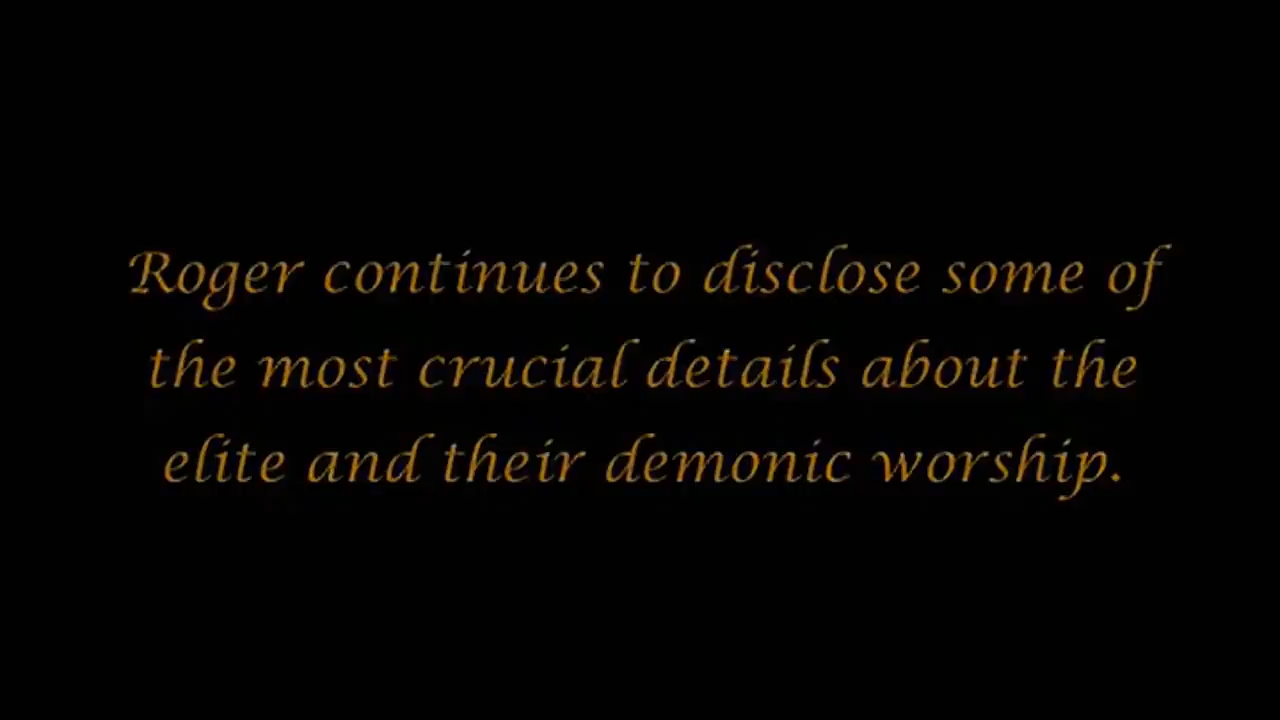 Roger continues to disclose some of
the most crucial details about the
elite and their demonic worship.